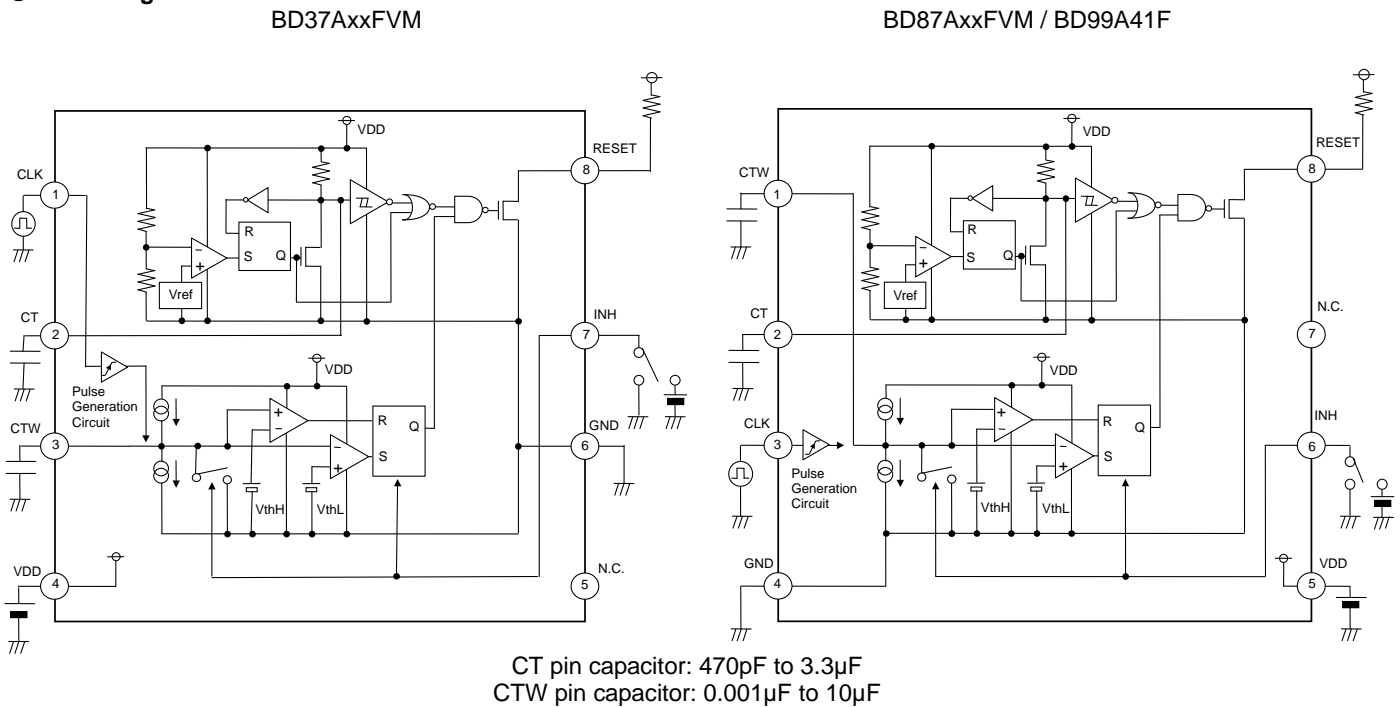 BD37AxxFVM
VDD
RESET
8
CLK
1
R
S
Q
Vref
CT
2
INH
7
Pulse
Generation
Circuit
VDD
CTW
3
R
Q
S
GND
6
VthH
VthL
VDD
4
N.C.
5
BD87AxxFVM / BD99A41F
VDD
RESET
8
CTW
1
R
S
Q
Vref
N.C.
7
CT
2
VDD
CLK
3
Pulse
Generation
Circuit
R
Q
S
INH
6
VthH
VthL
GND
4
VDD
5
CT pin capacitor: 470pF to 3.3µF
CTW pin capacitor: 0.001µF to 10µF